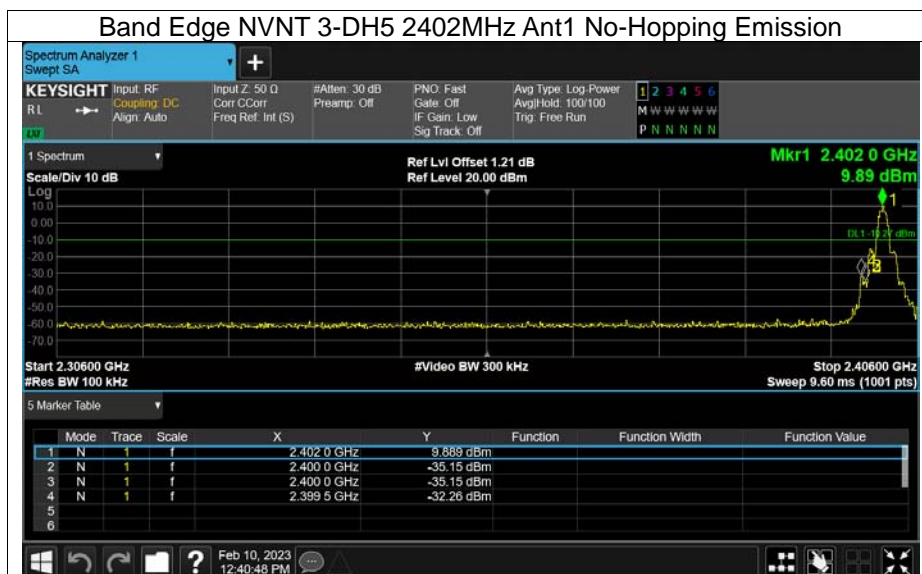 Band Edge NVNT 3-DH5 2402MHz Ant1 No-Hopping Emission
Spectrum Analyzer 1
Swept SA
+
KEYSIGHT Input: RF Input Z: 50 Ω #Atten: 30 dB PNO: Fast Avg Type: Log-Power 1 2 3 4 5 6
R L Coupling: DC Corr CCorr Preamp: Off Gate: Off Avg|Hold: 100/100 M W W W W W
Align: Auto Freq Ref: Int (S) IF Gain: Low Trig: Free Run
LXI Sig Track: Off P N N N N N
1 Spectrum Ref Lvl Offset 1.21 dB Mkr1 2.402 0 GHz
Scale/Div 10 dB Ref Level 20.00 dBm 9.89 dBm
Log
1
10.0
0.00
DL1 -10.27 dBm
-10.0
-20.0
-30.0
-40.0
-50.0
-60.0
-70.0
Start 2.30600 GHz #Video BW 300 kHz Stop 2.40600 GHz
#Res BW 100 kHz Sweep 9.60 ms (1001 pts)
5 Marker Table
Mode Trace Scale X Y Function Function Width Function Value
1 N 1 f 2.402 0 GHz 9.889 dBm
2 N 1 f 2.400 0 GHz -35.15 dBm
3 N 1 f 2.400 0 GHz -35.15 dBm
4 N 1 f 2.399 5 GHz -32.26 dBm
5
6
? Feb 10, 2023
12:40:48 PM